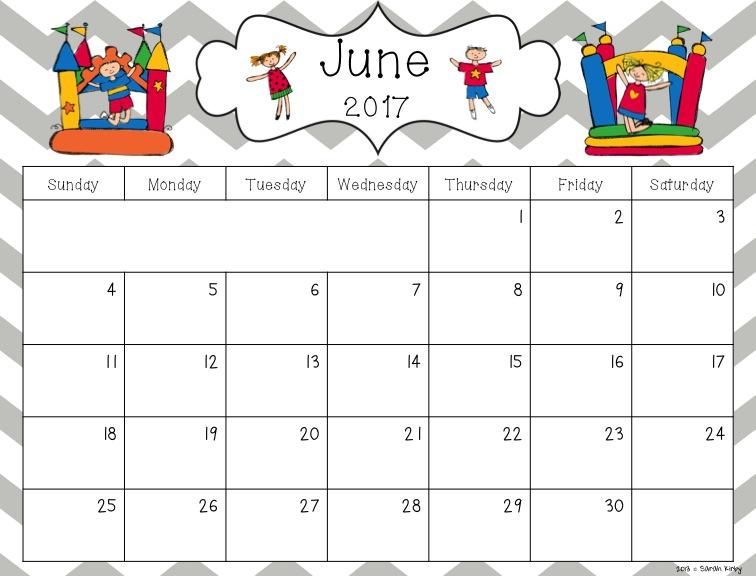 June
2017
Sunday Monday Tuesday Wednesday Thursday Friday Saturday
1 2 3
4 5 6 7 8 9 10
11 12 13 14 15 16 17
18 19 20 21 22 23 24
25 26 27 28 29 30
2013 © Sarah Kirby